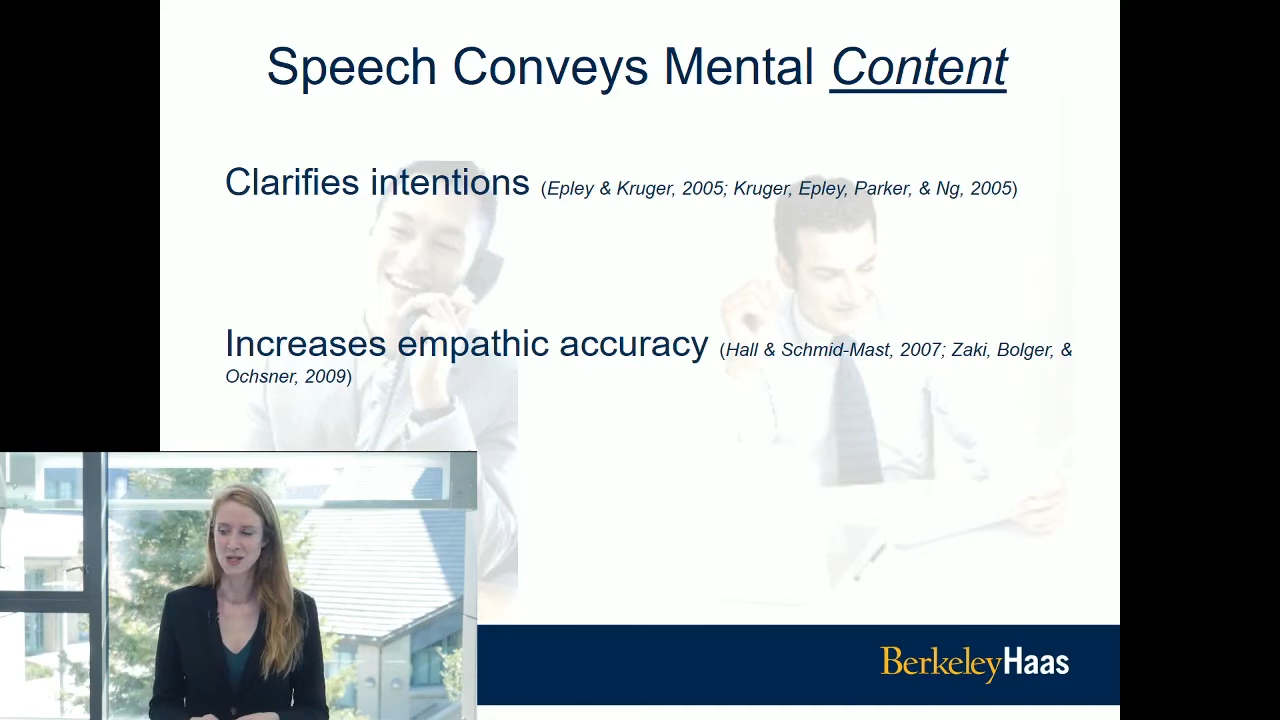 Speech Conveys Mental Content
Clarifies intentions (Epley & Kruger, 2005; Kruger, Epley, Parker, & Ng, 2005)
Increases empathic accuracy (Hall & Schmid-Mast, 2007; Zaki, Bolger, &
Ochsner, 2009)
BerkeleyHaas